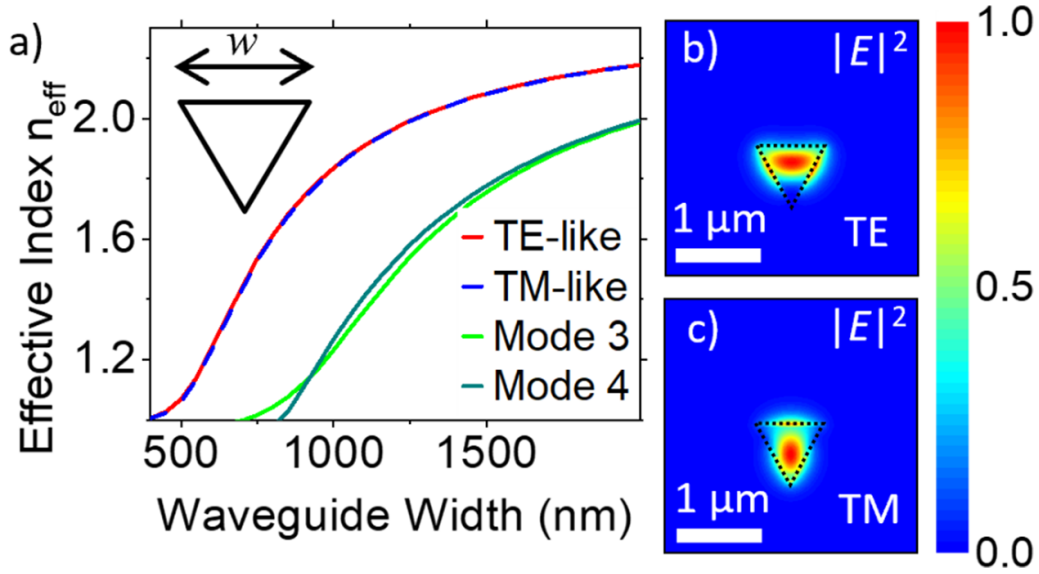 a)
w
Effective Index n_eff
2.0
1.6
1.2
500
1000
1500
Waveguide Width (nm)
TE-like
TM-like
Mode 3
Mode 4
b)
|E|²
1 μm
TE
c)
|E|²
1 μm
TM
1.0
0.5
0.0